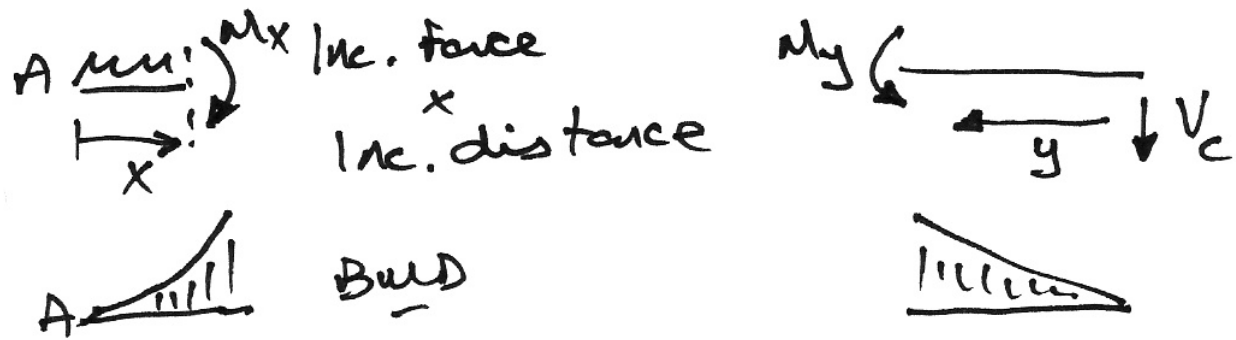 A Mx Inc. force
x
Inc. distance
x
My
y Vc
A BMD